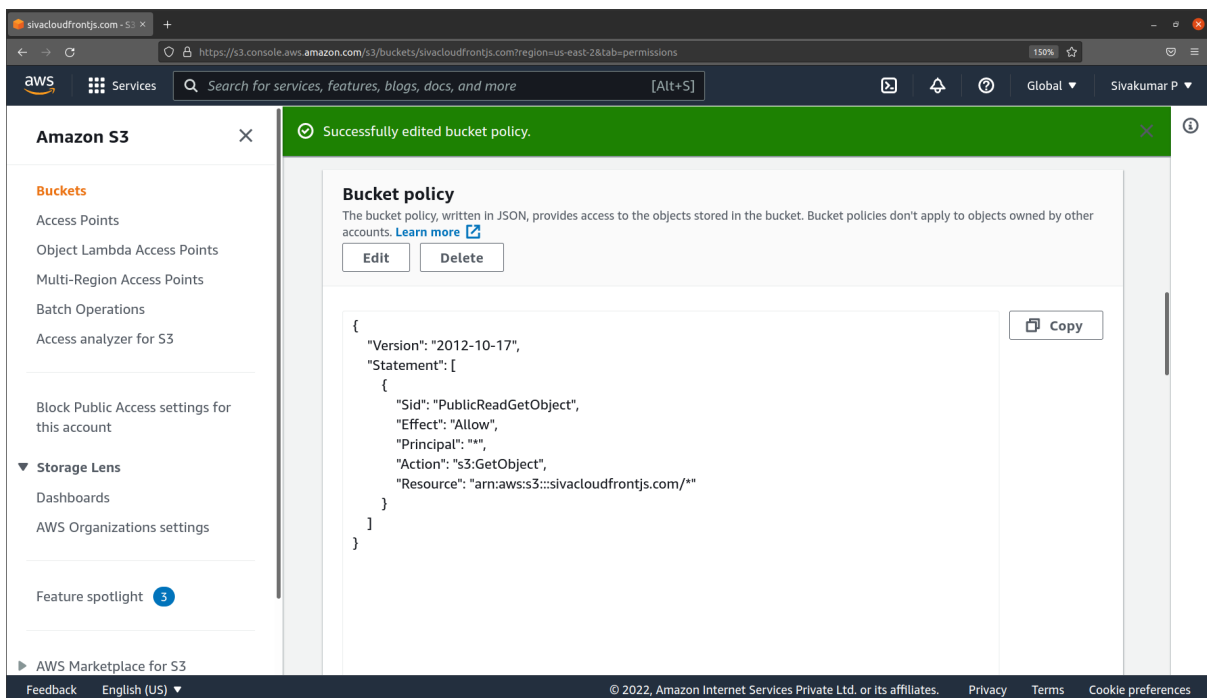 sivacloudfrontjs.com - S3
https://s3.console.aws.amazon.com/s3/buckets/sivacloudfrontjs.com?region=us-east-2&tab=permissions
150%
aws
Services
Search for services, features, blogs, docs, and more
[Alt+S]
Global
Sivakumar P
Amazon S3
Buckets
Access Points
Object Lambda Access Points
Multi-Region Access Points
Batch Operations
Access analyzer for S3
Block Public Access settings for
this account
Storage Lens
Dashboards
AWS Organizations settings
Feature spotlight
3
AWS Marketplace for S3
Successfully edited bucket policy.
Bucket policy
The bucket policy, written in JSON, provides access to the objects stored in the bucket. Bucket policies don't apply to objects owned by other
accounts. Learn more
Edit
Delete
Copy
{
"Version": "2012-10-17",
"Statement": [
{
"Sid": "PublicReadGetObject",
"Effect": "Allow",
"Principal": "*",
"Action": "s3:GetObject",
"Resource": "arn:aws:s3:::sivacloudfrontjs.com/*"
}
]
}
Feedback
English (US)
© 2022, Amazon Internet Services Private Ltd. or its affiliates.
Privacy
Terms
Cookie preferences